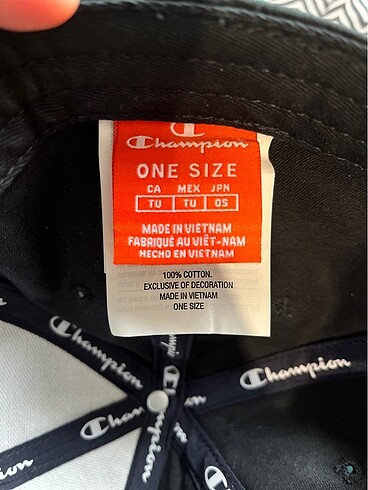 Champion
ONE SIZE
CA MEX JPN
TU TU OS
MADE IN VIETNAM
FABRIQUÉ AU VIÊT-NAM
HECHO EN VIETNAM
100% COTTON.
EXCLUSIVE OF DECORATION
MADE IN VIETNAM
ONE SIZE
Champion
Champion
Champion